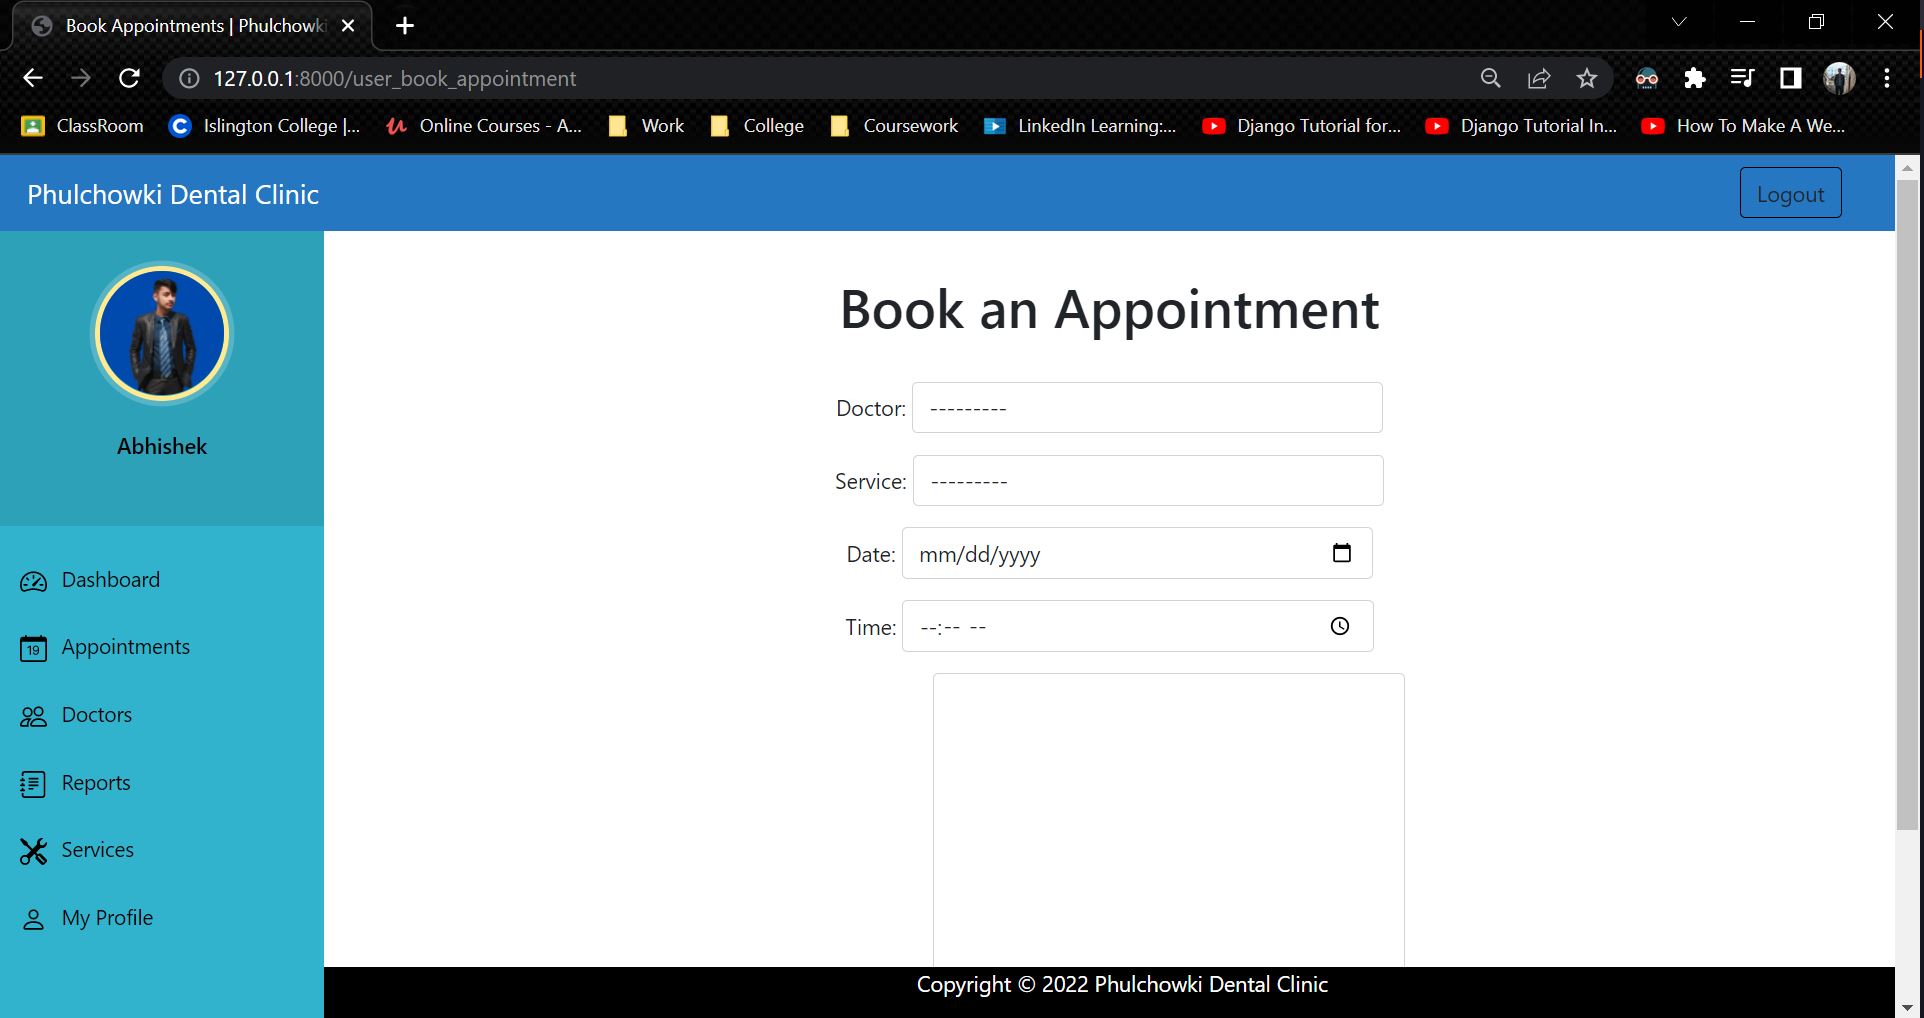 Book Appointments | Phulchowki
127.0.0.1:8000/user_book_appointment
ClassRoom
Islington College |...
Online Courses - A...
Work
College
Coursework
LinkedIn Learning:...
Django Tutorial for...
Django Tutorial In...
How To Make A We...
Phulchowki Dental Clinic
Logout
Abhishek
Dashboard
19
Appointments
Doctors
Reports
Services
My Profile
Book an Appointment
Doctor: ---------
Service: ---------
Date: mm/dd/yyyy
Time: --:-- --
Copyright © 2022 Phulchowki Dental Clinic